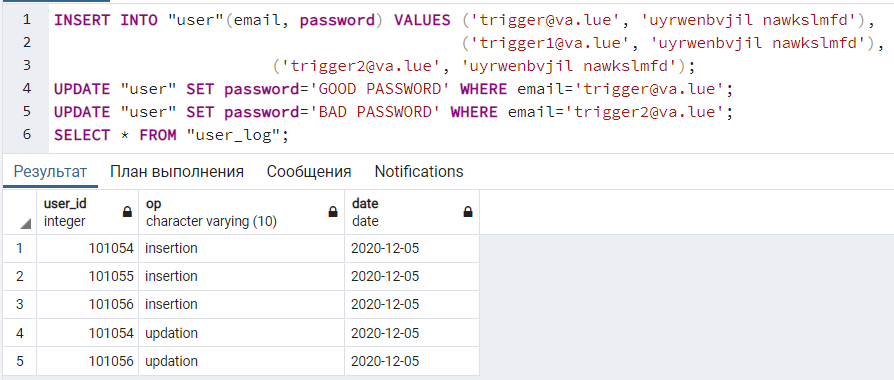 1 INSERT INTO "user"(email, password) VALUES ('trigger@va.lue', 'uyrwenbvjil nawkslmfd'),
2 ('trigger1@va.lue', 'uyrwenbvjil nawkslmfd'),
3 ('trigger2@va.lue', 'uyrwenbvjil nawkslmfd');
4 UPDATE "user" SET password='GOOD PASSWORD' WHERE email='trigger@va.lue';
5 UPDATE "user" SET password='BAD PASSWORD' WHERE email='trigger2@va.lue';
6 SELECT * FROM "user_log";
Результат План выполнения Сообщения Notifications
user_id op date
integer character varying (10) date
1 101054 insertion 2020-12-05
2 101055 insertion 2020-12-05
3 101056 insertion 2020-12-05
4 101054 updation 2020-12-05
5 101056 updation 2020-12-05